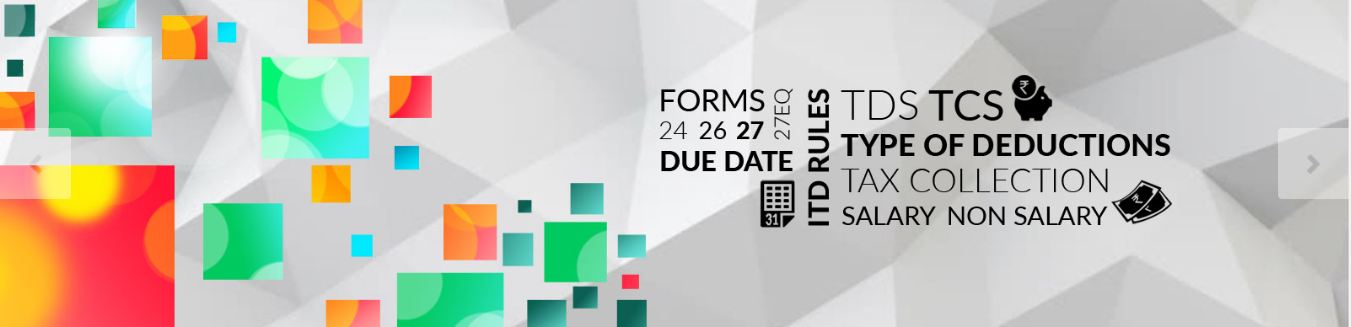 FORMS
24 26 27
27EQ
DUE DATE
31
ITD RULES
TDS TCS
TYPE OF DEDUCTIONS
TAX COLLECTION
SALARY NON SALARY